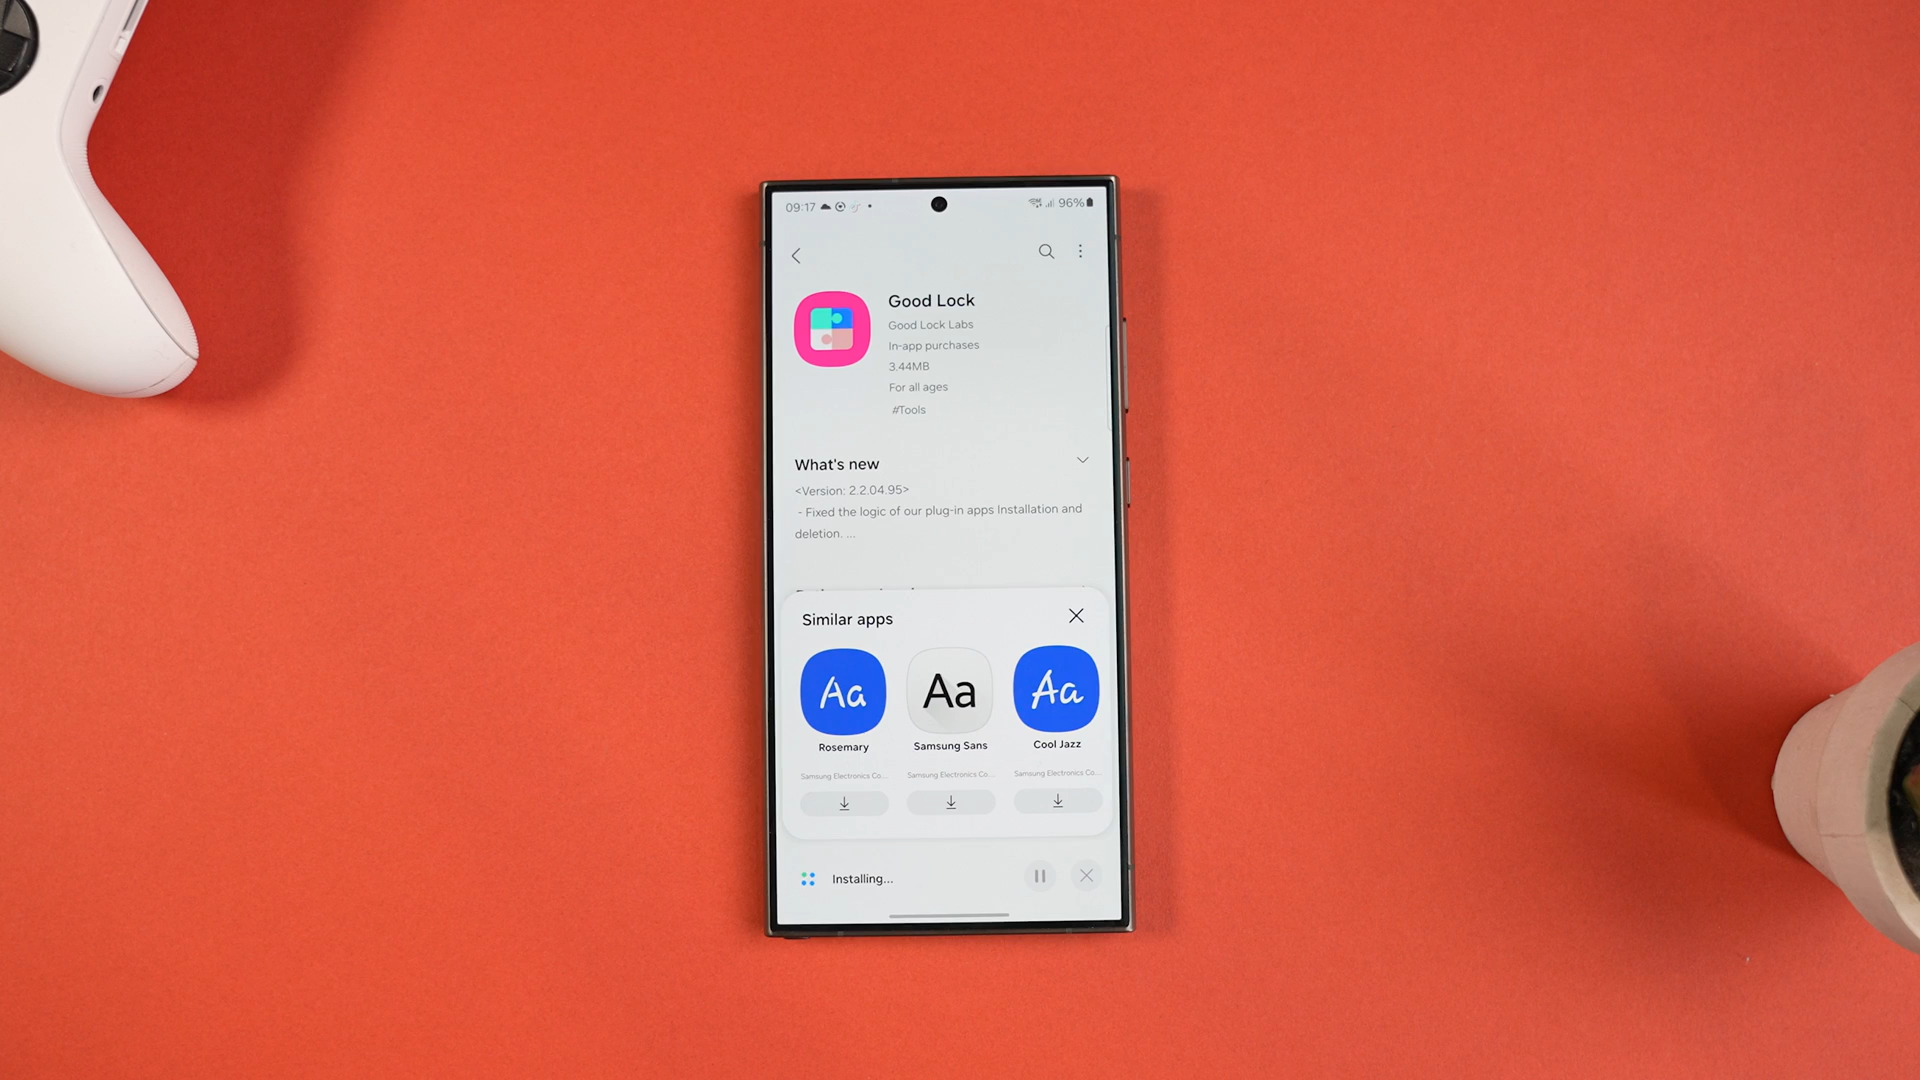 09:17
96%
Good Lock
Good Lock Labs
In-app purchases
3.44MB
For all ages
#Tools
What's new
<Version: 2.2.04.95>
- Fixed the logic of our plug-in apps Installation and
deletion. ...
Similar apps
Aa Aa Aa
Rosemary Samsung Sans Cool Jazz
Samsung Electronics Co... Samsung Electronics Co... Samsung Electronics Co...
Installing...